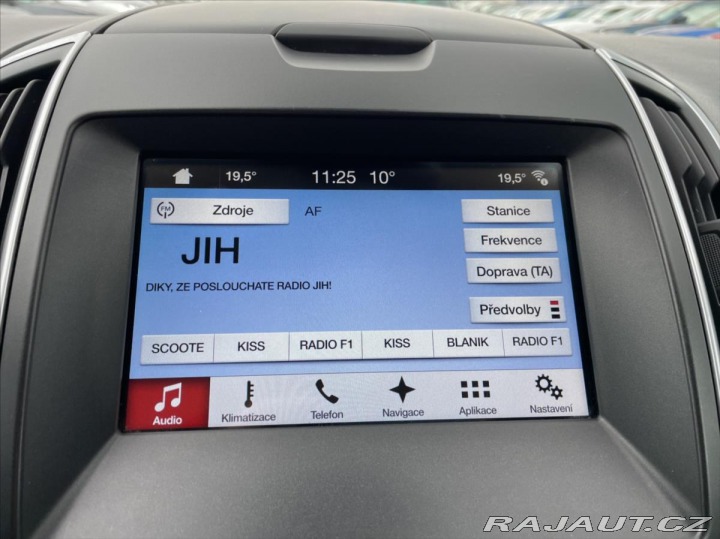 19,5° 11:25 10° 19,5°
FM Zdroje AF Stanice
JIH
Frekvence
Doprava (TA)
DIKY, ZE POSLOUCHATE RADIO JIH!
Předvolby
SCOOTE KISS RADIO F1 KISS BLANIK RADIO F1
Audio Klimatizace Telefon Navigace Aplikace Nastavení
RAJAUT.CZ